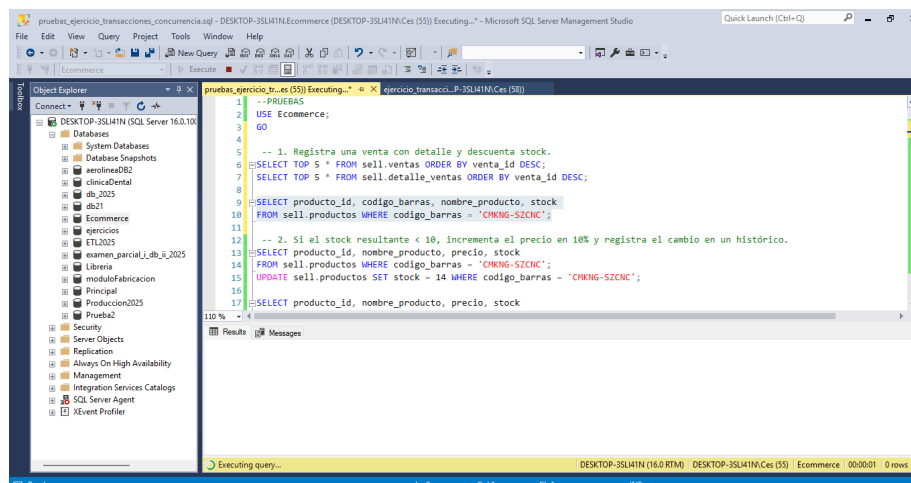 pruebas_ejercicio_transacciones_concurrencia.sql - DESKTOP-3SLI41N.Ecommerce (DESKTOP-3SLI41N\Ces (55)) Executing...* - Microsoft SQL Server Management Studio
Quick Launch (Ctrl+Q)
File Edit View Query Project Tools Window Help
New Query
Ecommerce
Execute
Toolbox
Object Explorer
Connect
DESKTOP-3SLI41N (SQL Server 16.0.100
Databases
System Databases
Database Snapshots
aerolineaDB2
clinicaDental
db_2025
db21
Ecommerce
ejercicios
ETL2025
examen_parcial_i_db_ii_2025
Libreria
moduloFabricacion
Principal
Produccion2025
Prueba2
Security
Server Objects
Replication
Always On High Availability
Management
Integration Services Catalogs
SQL Server Agent
XEvent Profiler
pruebas_ejercicio_tr...es (55)) Executing...*
ejercicio_transacci...P-3SLI41N\Ces (58))
1 --PRUEBAS
2 USE Ecommerce;
3 GO
4
5 -- 1. Registra una venta con detalle y descuenta stock.
6 SELECT TOP 5 * FROM sell.ventas ORDER BY venta_id DESC;
7 SELECT TOP 5 * FROM sell.detalle_ventas ORDER BY venta_id DESC;
8
9 SELECT producto_id, codigo_barras, nombre_producto, stock
10 FROM sell.productos WHERE codigo_barras = 'CMKNG-SZCNC';
11
12 -- 2. Si el stock resultante < 10, incrementa el precio en 10% y registra el cambio en un histórico.
13 SELECT producto_id, nombre_producto, precio, stock
14 FROM sell.productos WHERE codigo_barras = 'CMKNG-SZCNC';
15 UPDATE sell.productos SET stock = 14 WHERE codigo_barras = 'CMKNG-SZCNC';
16
17 SELECT producto_id, nombre_producto, precio, stock
110 %
Results Messages
Executing query...
DESKTOP-3SLI41N (16.0 RTM) DESKTOP-3SLI41N\Ces (55) Ecommerce 00:00:01 0 rows